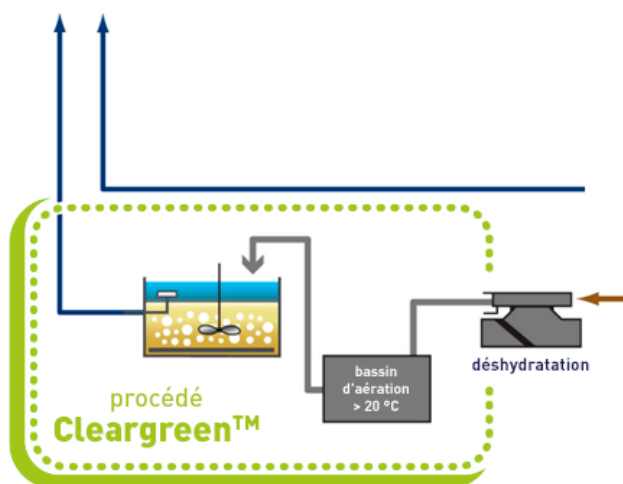 bassin
d'aération
> 20 °C
déshydratation
procédé
Cleargreen™